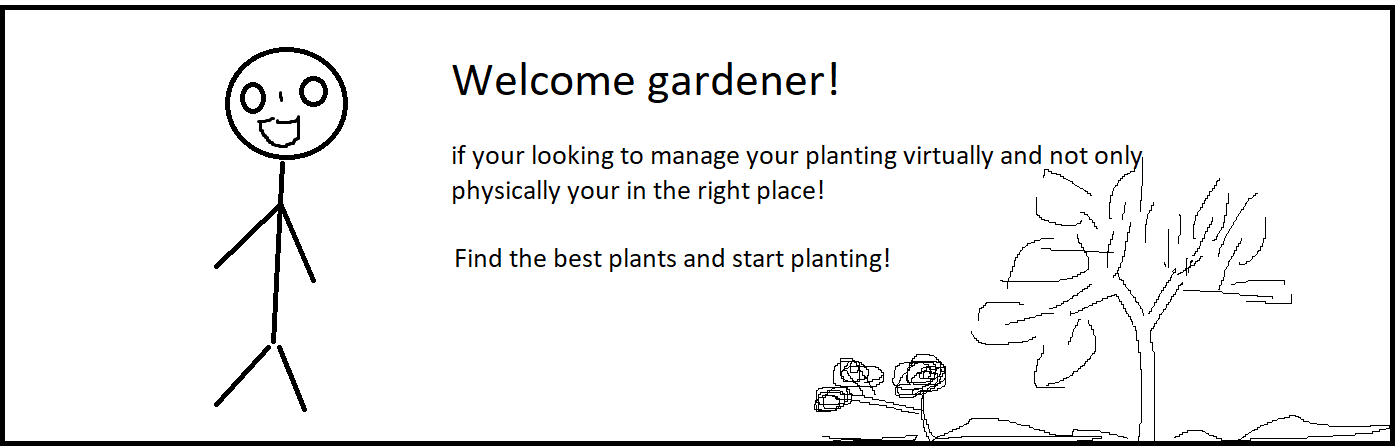 Welcome gardener!
if your looking to manage your planting virtually and not only
physically your in the right place!
Find the best plants and start planting!